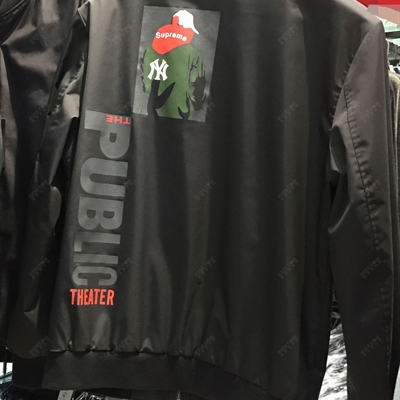 Supreme
NY
THE
PUBLIC
THEATER